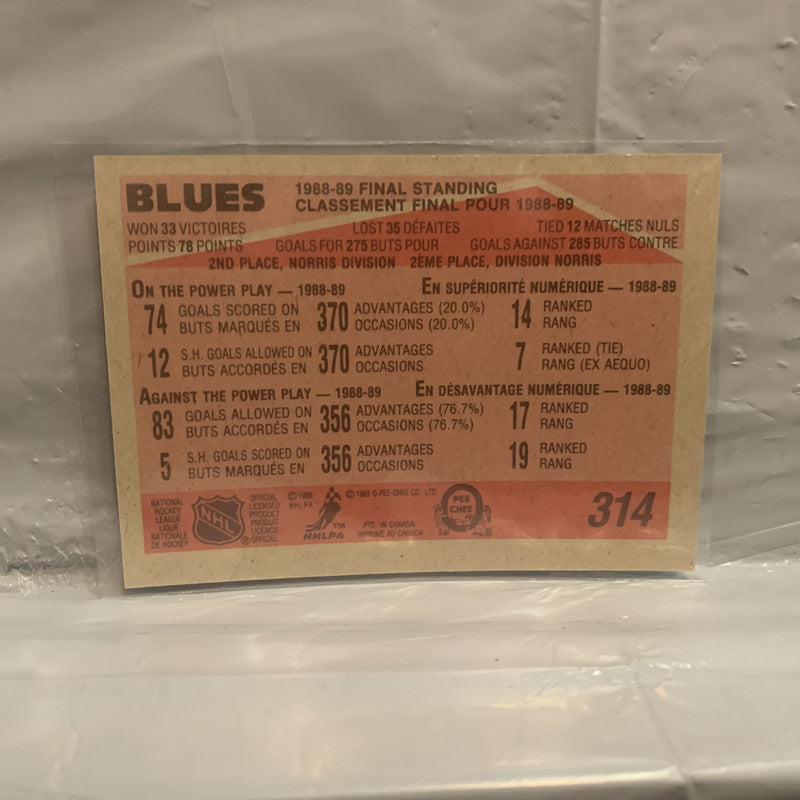 BLUES
1988-89 FINAL STANDING
CLASSEMENT FINAL POUR 1988-89
WON 33 VICTOIRES LOST 35 DÉFAITES TIED 12 MATCHES NULS
POINTS 78 POINTS GOALS FOR 275 BUTS POUR GOALS AGAINST 285 BUTS CONTRE
2ND PLACE, NORRIS DIVISION 2ÈME PLACE, DIVISION NORRIS
ON THE POWER PLAY — 1988-89 EN SUPÉRIORITÉ NUMÉRIQUE — 1988-89
74 GOALS SCORED ON 370 ADVANTAGES (20.0%) 14 RANKED
BUTS MARQUÉS EN OCCASIONS (20.0%) RANG
12 S.H. GOALS ALLOWED ON 370 ADVANTAGES 7 RANKED (TIE)
BUTS ACCORDÉS EN OCCASIONS RANG (EX AEQUO)
AGAINST THE POWER PLAY — 1988-89 EN DÉSAVANTAGE NUMÉRIQUE — 1988-89
83 GOALS ALLOWED ON 356 ADVANTAGES (76.7%) 17 RANKED
BUTS ACCORDÉS EN OCCASIONS (76.7%) RANG
5 S.H. GOALS SCORED ON 356 ADVANTAGES 19 RANKED
BUTS MARQUÉS EN OCCASIONS RANG
NATIONAL
HOCKEY
LEAGUE
LIGUE
NATIONALE
DE HOCKEY
NHL
®
OFFICIAL
LICENSED
PRODUCT
PRODUIT
LICENCIÉ
OFFICIEL
©1989
NHLPA
TM
NHLPA
©1989 O-PEE-CHEE CO. LTD.
PTD. IN CANADA/
IMPRIMÉ AU CANADA
O PEE CHEE
®
314